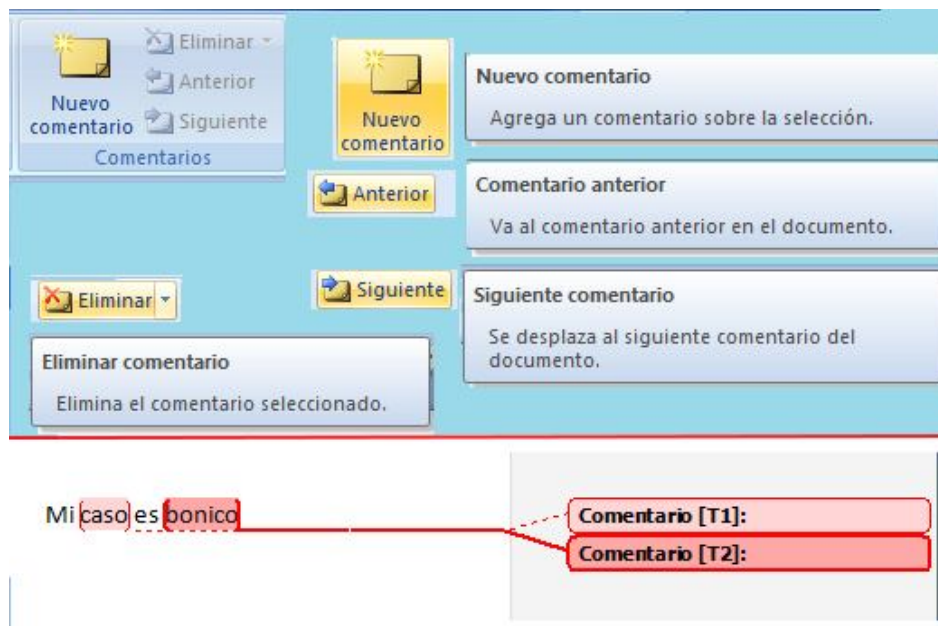 Nuevo
comentario
Eliminar
Anterior
Siguiente
Comentarios
Nuevo
comentario
Nuevo comentario
Agrega un comentario sobre la selección.
Anterior
Comentario anterior
Va al comentario anterior en el documento.
Siguiente
Siguiente comentario
Se desplaza al siguiente comentario del
documento.
Eliminar
Eliminar comentario
Elimina el comentario seleccionado.
Mi caso es bonico
Comentario [T1]:
Comentario [T2]: